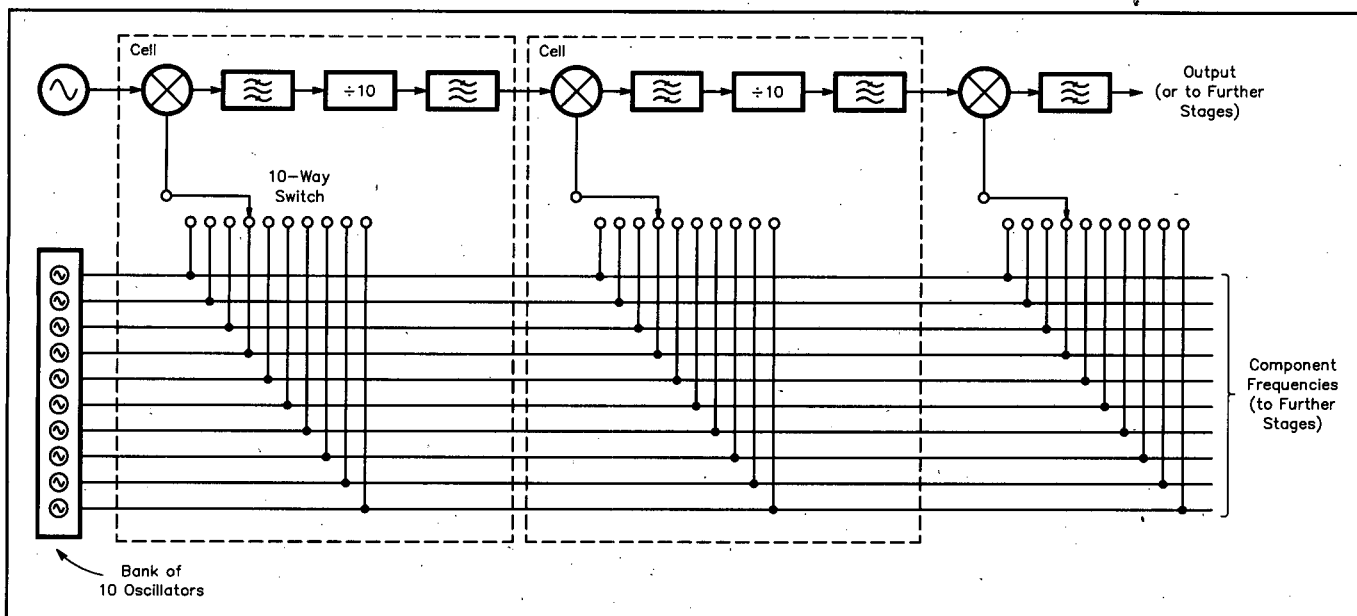 Cell
Cell
÷10
÷10
Output
(or to Further
Stages)
10-Way
Switch
Component
Frequencies
(to Further
Stages)
Bank of
10 Oscillators